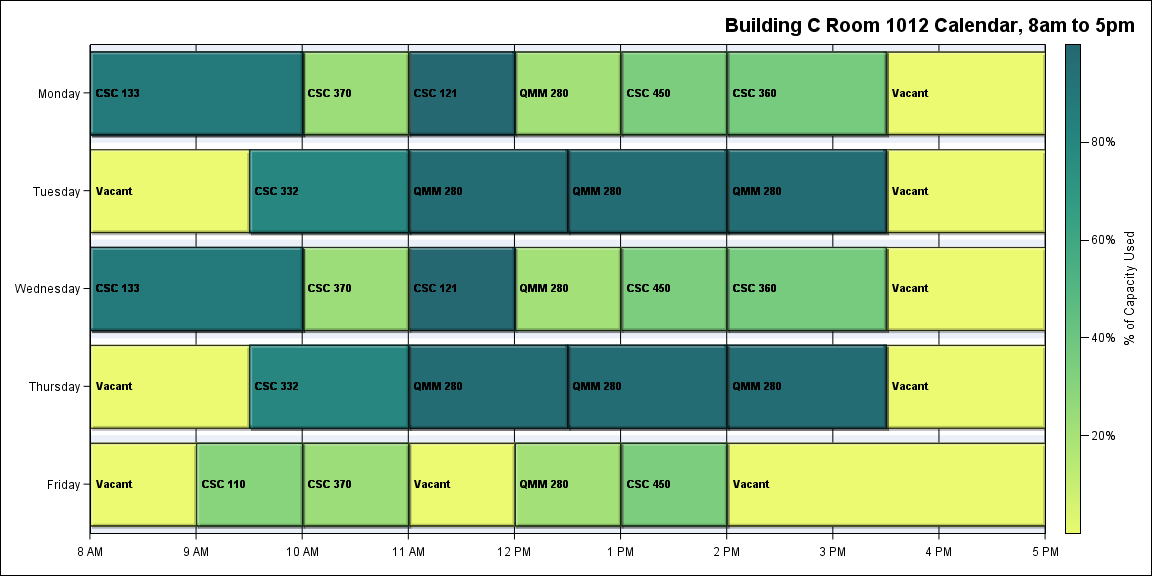 Building C Room 1012 Calendar, 8am to 5pm
Monday
CSC 133
CSC 370
CSC 121
QMM 280
CSC 450
CSC 360
Vacant
Tuesday
Vacant
CSC 332
QMM 280
QMM 280
QMM 280
Vacant
Wednesday
CSC 133
CSC 370
CSC 121
QMM 280
CSC 450
CSC 360
Vacant
Thursday
Vacant
CSC 332
QMM 280
QMM 280
QMM 280
Vacant
Friday
Vacant
CSC 110
CSC 370
Vacant
QMM 280
CSC 450
Vacant
8 AM
9 AM
10 AM
11 AM
12 PM
1 PM
2 PM
3 PM
4 PM
5 PM
80%
60%
40%
20%
% of Capacity Used